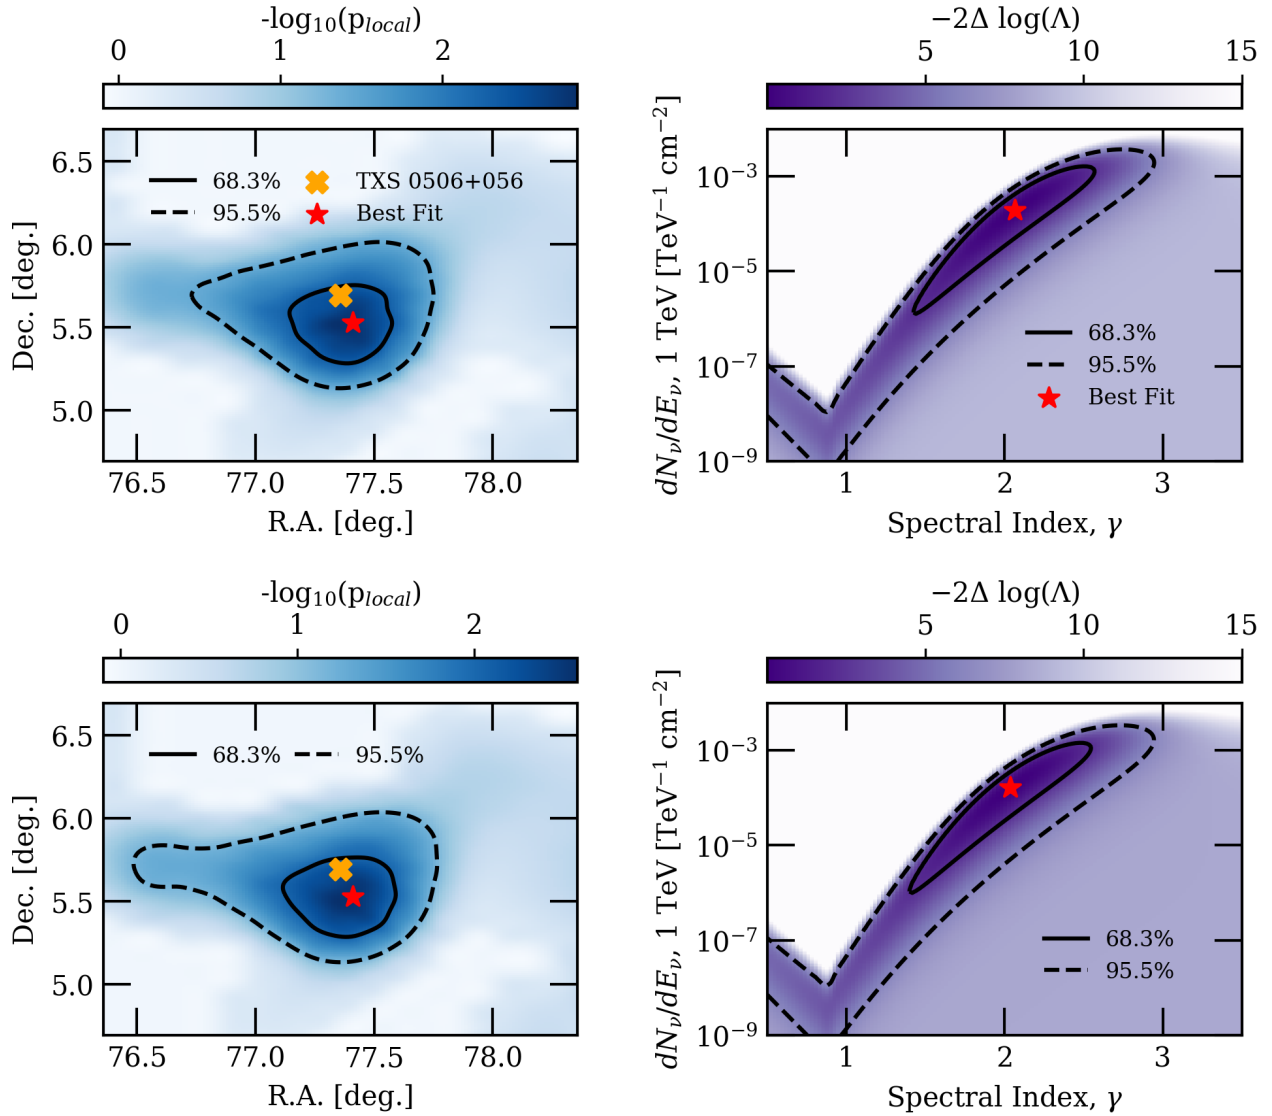 -log₁₀(p_local)
0 1 2
Dec. [deg.]
6.5
6.0
5.5
5.0
68.3% TXS 0506+056
95.5% Best Fit
76.5 77.0 77.5 78.0
R.A. [deg.]
−2Δ log(Λ)
5 10 15
dN_ν/dE_ν, 1 TeV [TeV⁻¹ cm⁻²]
10⁻³
10⁻⁵
10⁻⁷
10⁻⁹
68.3%
95.5%
Best Fit
1 2 3
Spectral Index, γ
-log₁₀(p_local)
0 1 2
Dec. [deg.]
6.5
6.0
5.5
5.0
68.3% 95.5%
76.5 77.0 77.5 78.0
R.A. [deg.]
−2Δ log(Λ)
5 10 15
dN_ν/dE_ν, 1 TeV [TeV⁻¹ cm⁻²]
10⁻³
10⁻⁵
10⁻⁷
10⁻⁹
68.3%
95.5%
1 2 3
Spectral Index, γ